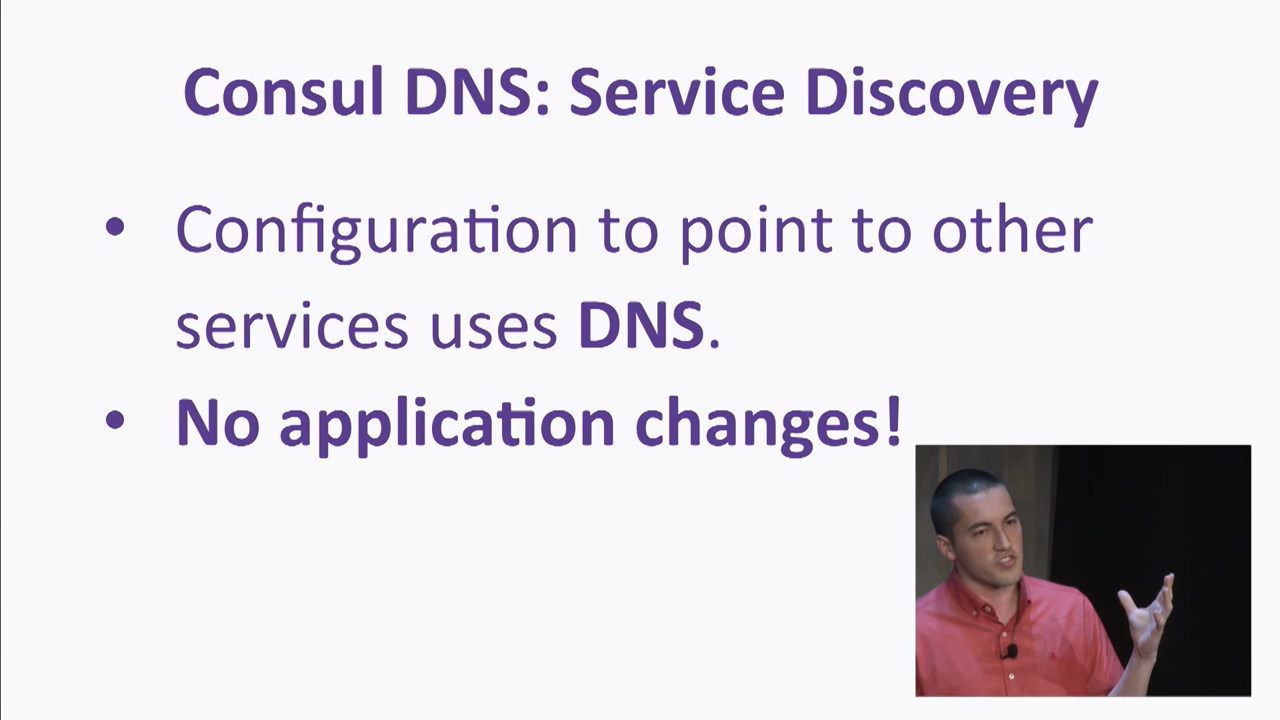 Consul DNS: Service Discovery
• Configuration to point to other
services uses DNS.
• No application changes!